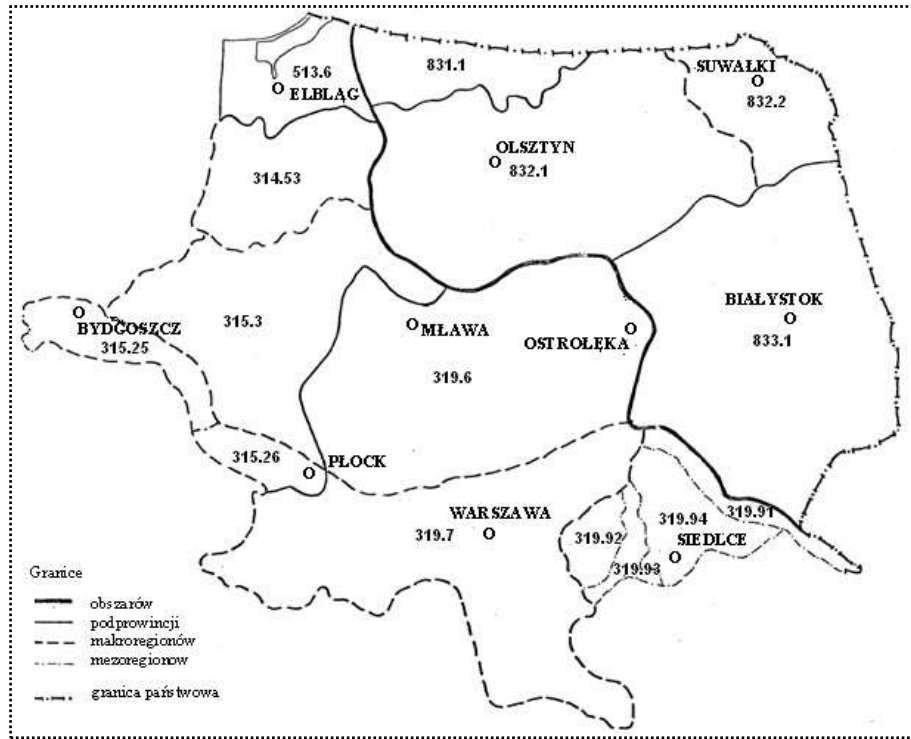 513.6
ELBLĄG
831.1
SUWAŁKI
832.2
OLSZTYN
832.1
314.53
BYDGOSZCZ
315.25
315.3
MŁAWA
OSTROŁĘKA
BIAŁYSTOK
833.1
319.6
315.26
PŁOCK
WARSZAWA
319.7
319.92
319.94
319.91
SIEDLCE
319.93
Granice
obszarów
podprowincji
makroregionów
mezoregionow
granica państwowa